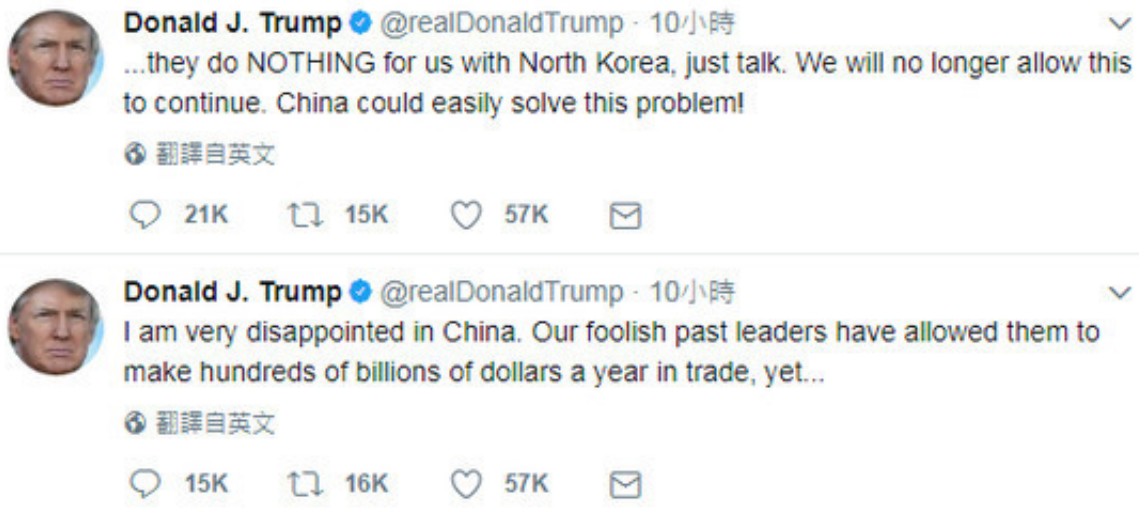 Donald J. Trump @realDonaldTrump · 10小時
...they do NOTHING for us with North Korea, just talk. We will no longer allow this
to continue. China could easily solve this problem!
翻譯自英文
21K 15K 57K
Donald J. Trump @realDonaldTrump · 10小時
I am very disappointed in China. Our foolish past leaders have allowed them to
make hundreds of billions of dollars a year in trade, yet...
翻譯自英文
15K 16K 57K